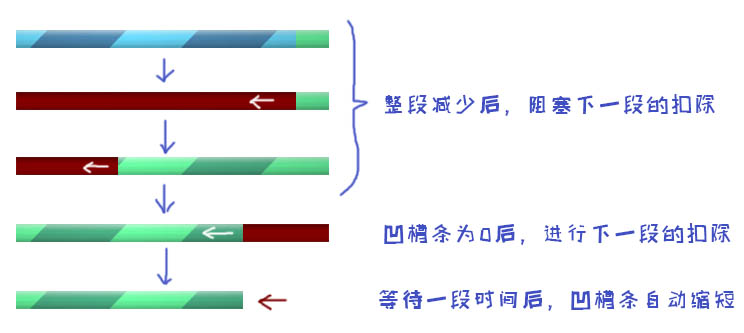 整段减少后，阻塞下一段的扣除
凹槽条为0后，进行下一段的扣除
等待一段时间后，凹槽条自动缩短